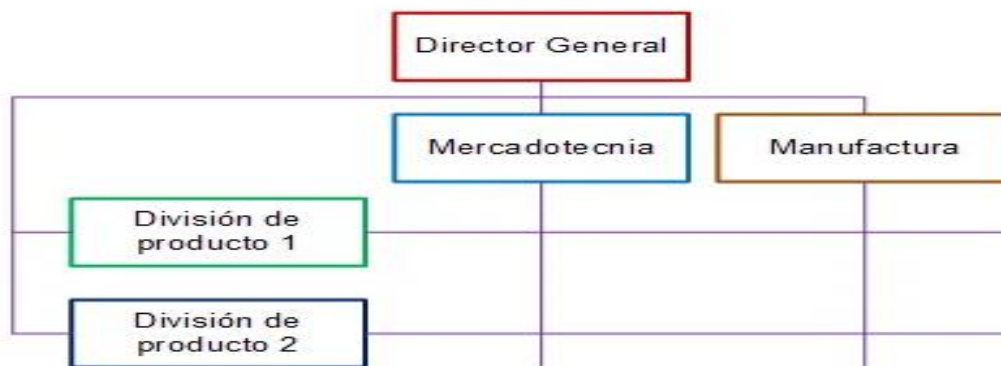 Director General
Mercadotecnia
Manufactura
División de
producto 1
División de
producto 2